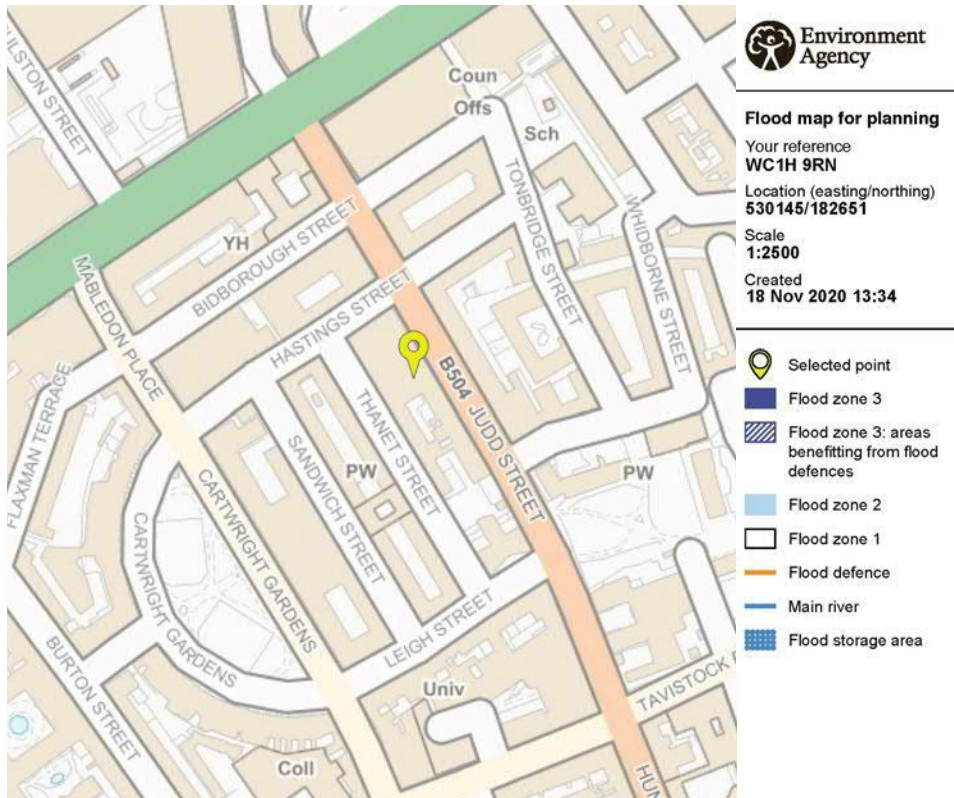 ULSTON STREET
Coun
Offs
Sch
TONBRIDGE STREET
WHIDBORNE STREET
YH
BIDBOROUGH STREET
MABLEDON PLACE
HASTINGS STREET
B504 JUDD STREET
FLAXMAN TERRACE
THANET STREET
SANDWICH STREET
PW
PW
CARTWRIGHT GARDENS
CARTWRIGHT GARDENS
LEIGH STREET
BURTON STREET
Univ
TAVISTOCK P
Coll
HUN
Environment
Agency
Flood map for planning
Your reference
WC1H 9RN
Location (easting/northing)
530145/182651
Scale
1:2500
Created
18 Nov 2020 13:34
Selected point
Flood zone 3
Flood zone 3: areas
benefitting from flood
defences
Flood zone 2
Flood zone 1
Flood defence
Main river
Flood storage area